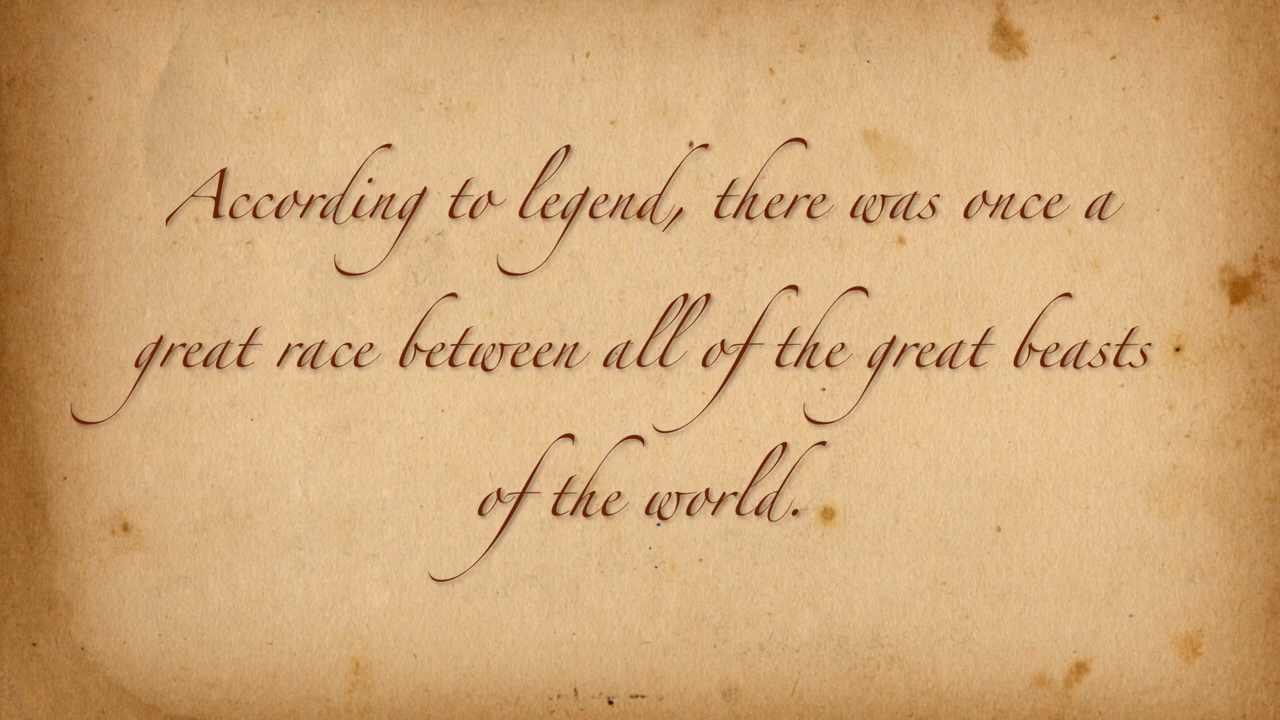 According to legend, there was once a
great race between all of the great beasts
of the world.